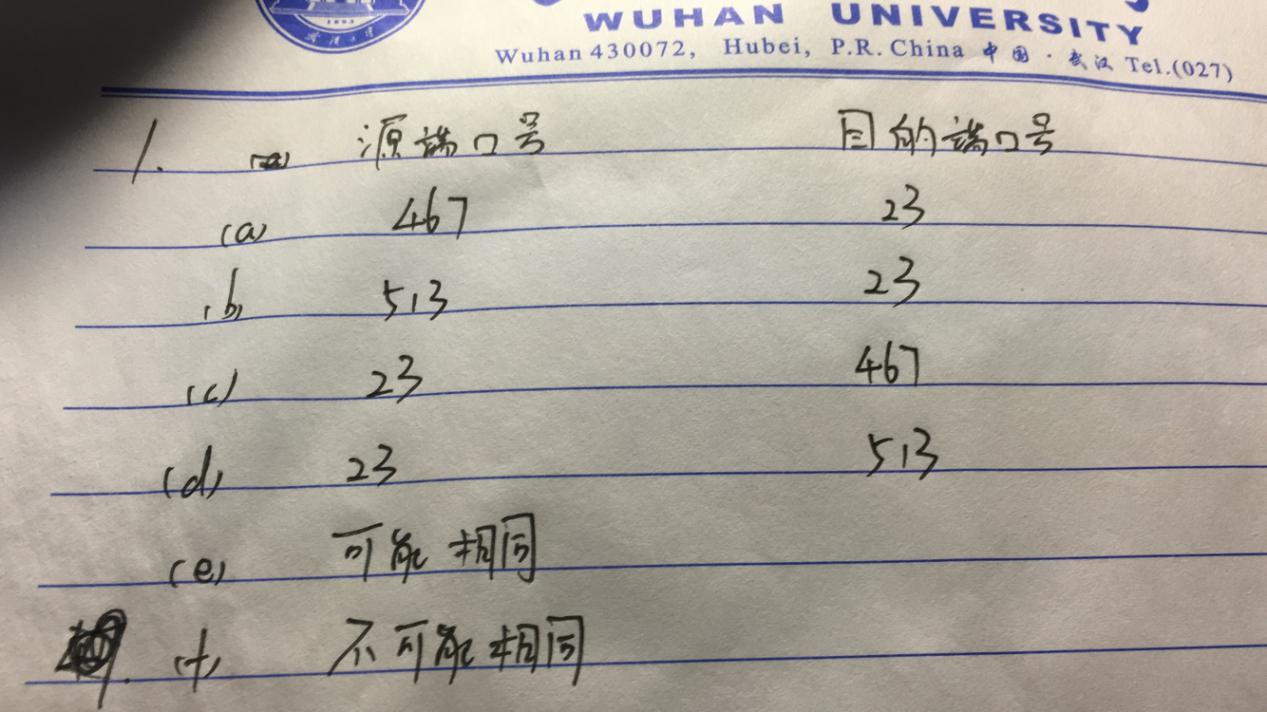 WUHAN UNIVERSITY
Wuhan 430072, Hubei, P.R. China 中国·武汉 Tel.(027)
1893
1. (a) 源端口号 目的端口号
(a) 467 23
(b) 513 23
(c) 23 467
(d) 23 513
(e) 可能相同
(f) 不可能相同